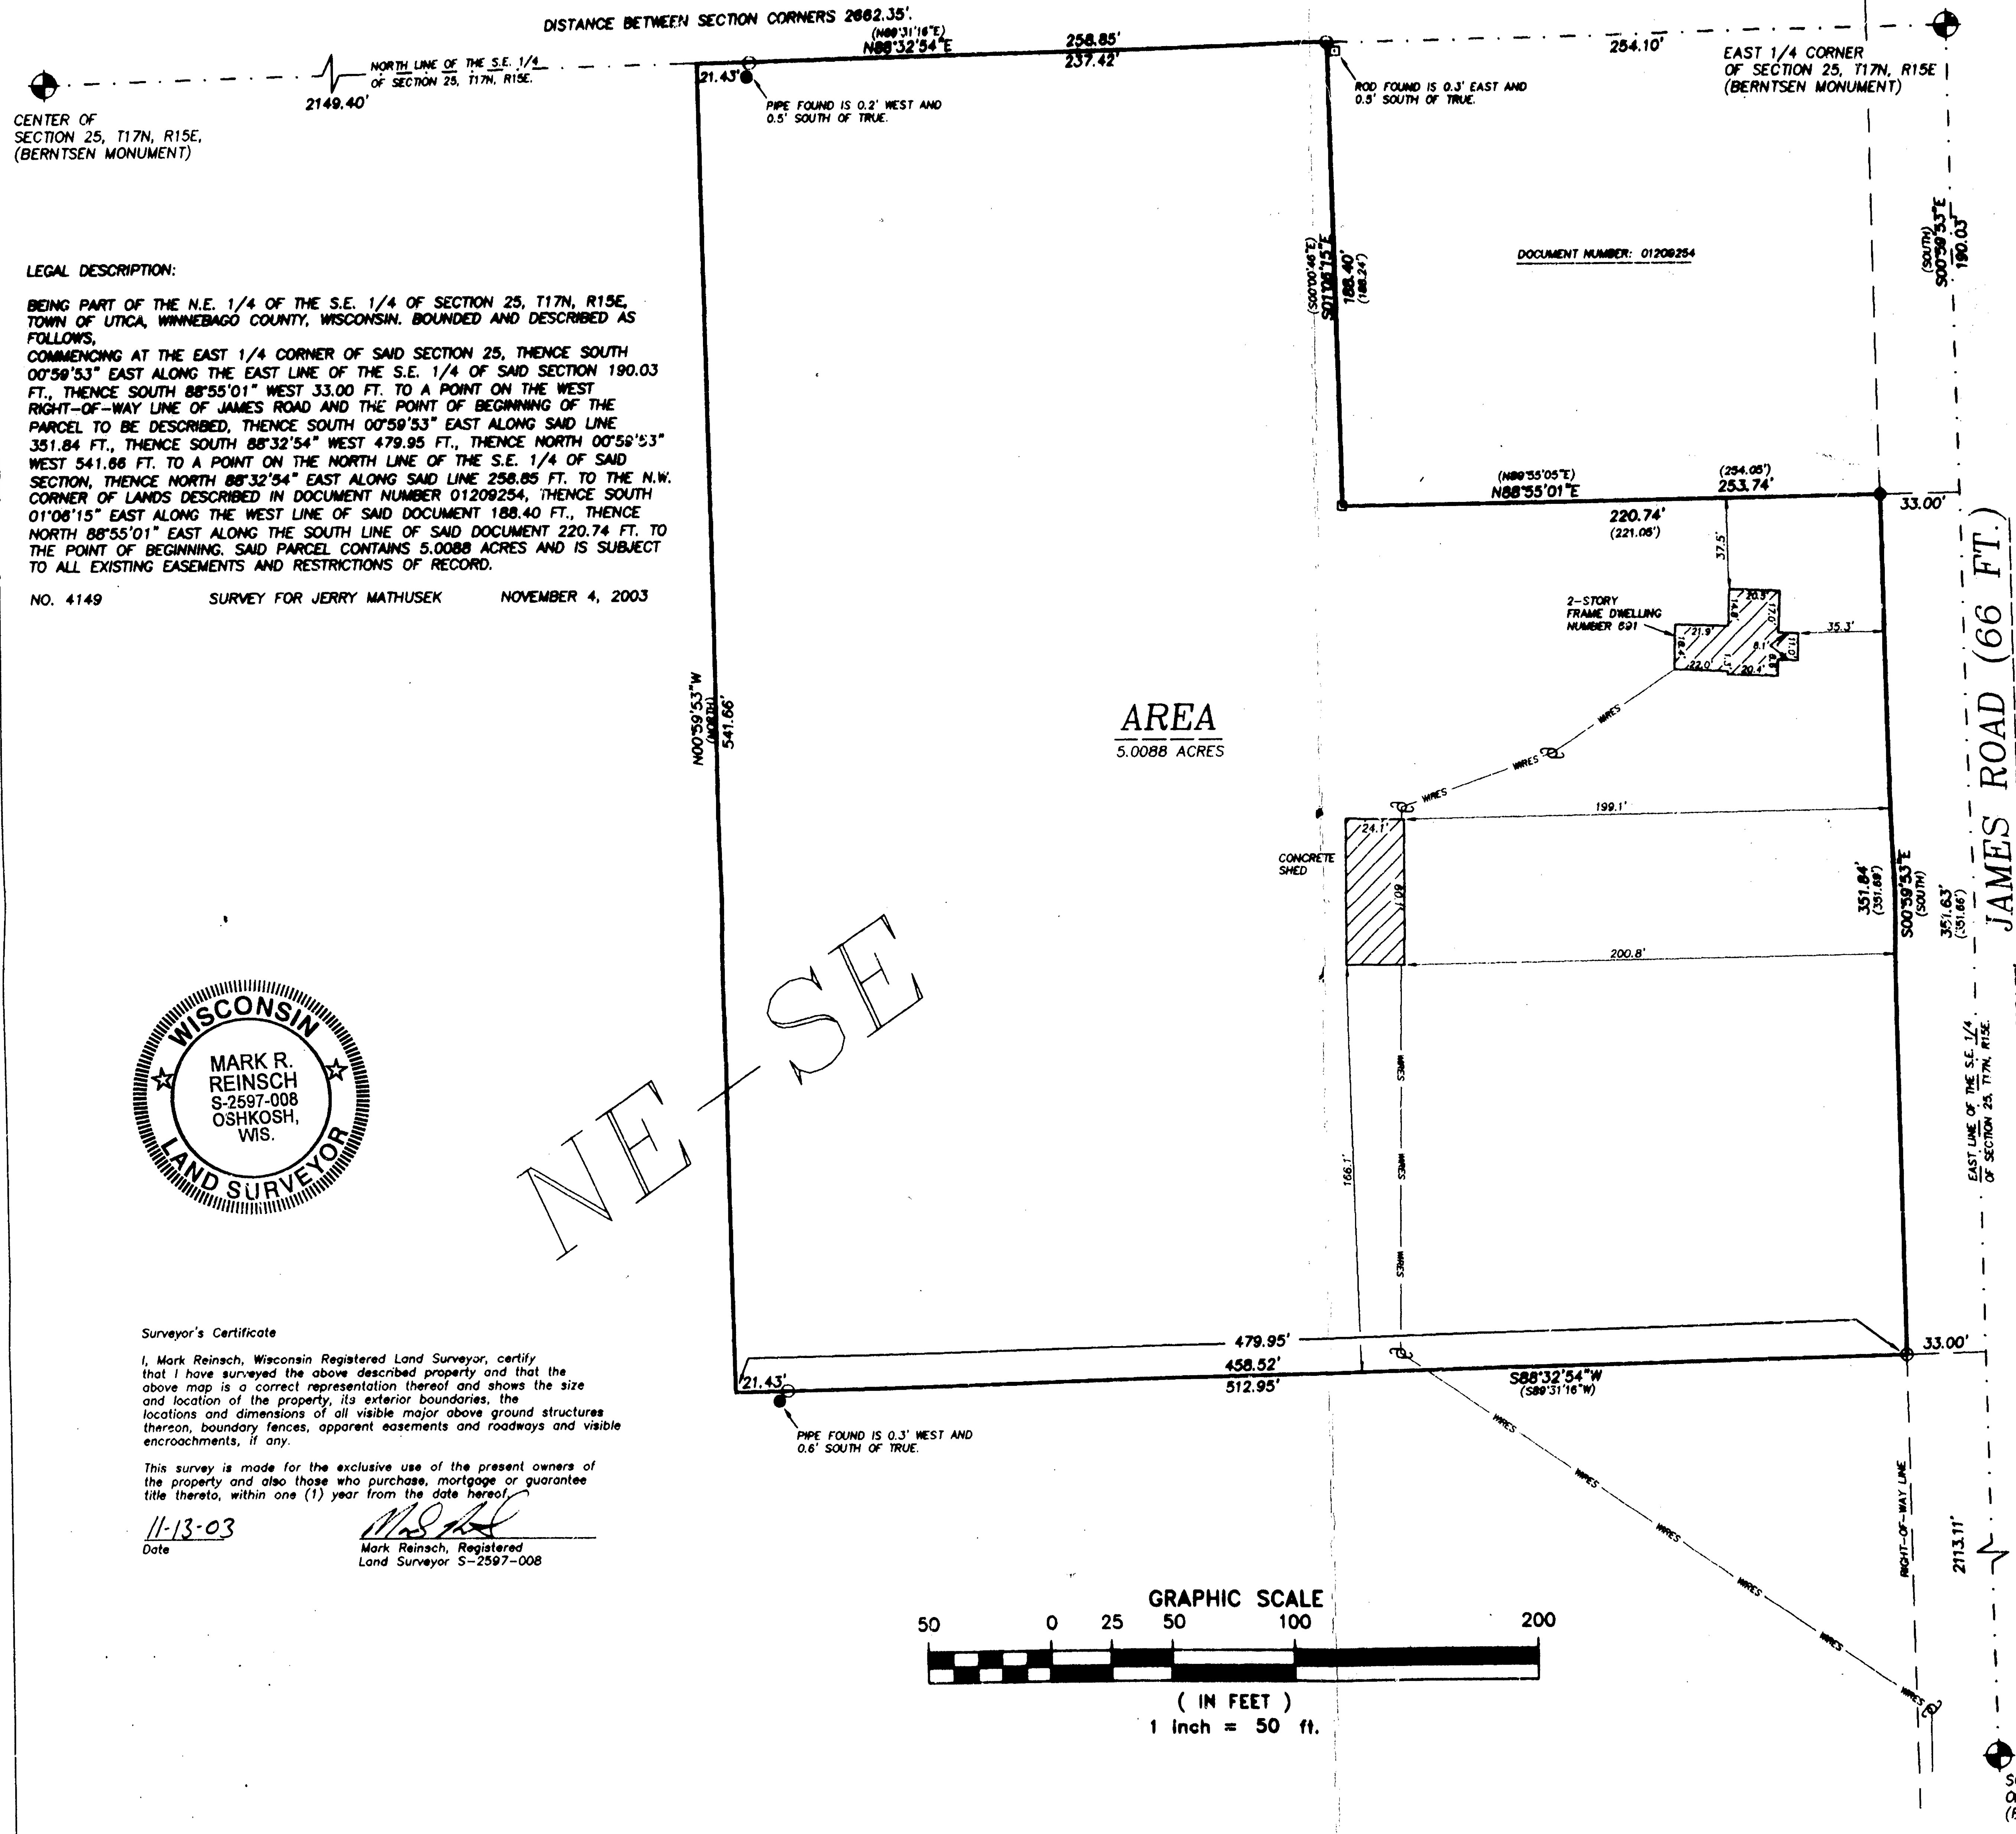 DISTANCE BETWEEN SECTION CORNERS 2662.35'.
(N89°31'16"E)
N88°32'54"E
258.85'
237.42'
254.10'
EAST 1/4 CORNER
OF SECTION 25, T17N, R15E
(BERNTSEN MONUMENT)
NORTH LINE OF THE S.E. 1/4
OF SECTION 25, T17N, R15E.
2149.40'
21.43'
CENTER OF
SECTION 25, T17N, R15E,
(BERNTSEN MONUMENT)
PIPE FOUND IS 0.2' WEST AND
0.5' SOUTH OF TRUE.
ROD FOUND IS 0.3' EAST AND
0.5' SOUTH OF TRUE.
(SOUTH)
S00°59'53"E
190.03'
(S00°00'46"E)
S01°06'15"E
188.40'
(188.24')
DOCUMENT NUMBER: 01209254
LEGAL DESCRIPTION:
BEING PART OF THE N.E. 1/4 OF THE S.E. 1/4 OF SECTION 25, T17N, R15E,
TOWN OF UTICA, WINNEBAGO COUNTY, WISCONSIN. BOUNDED AND DESCRIBED AS
FOLLOWS,
COMMENCING AT THE EAST 1/4 CORNER OF SAID SECTION 25, THENCE SOUTH
00°59'53" EAST ALONG THE EAST LINE OF THE S.E. 1/4 OF SAID SECTION 190.03
FT., THENCE SOUTH 88°55'01" WEST 33.00 FT. TO A POINT ON THE WEST
RIGHT-OF-WAY LINE OF JAMES ROAD AND THE POINT OF BEGINNING OF THE
PARCEL TO BE DESCRIBED, THENCE SOUTH 00°59'53" EAST ALONG SAID LINE
351.84 FT., THENCE SOUTH 88°32'54" WEST 479.95 FT., THENCE NORTH 00°59'53"
WEST 541.66 FT. TO A POINT ON THE NORTH LINE OF THE S.E. 1/4 OF SAID
SECTION, THENCE NORTH 88°32'54" EAST ALONG SAID LINE 258.85 FT. TO THE N.W.
CORNER OF LANDS DESCRIBED IN DOCUMENT NUMBER 01209254, THENCE SOUTH
01°06'15" EAST ALONG THE WEST LINE OF SAID DOCUMENT 188.40 FT., THENCE
NORTH 88°55'01" EAST ALONG THE SOUTH LINE OF SAID DOCUMENT 220.74 FT. TO
THE POINT OF BEGINNING. SAID PARCEL CONTAINS 5.0088 ACRES AND IS SUBJECT
TO ALL EXISTING EASEMENTS AND RESTRICTIONS OF RECORD.
NO. 4149 SURVEY FOR JERRY MATHUSEK NOVEMBER 4, 2003
(N89°55'05"E)
N88°55'01"E
(254.05')
253.74'
33.00'
220.74'
(221.06')
37.5'
2-STORY
FRAME DWELLING
NUMBER 691
20.5'
14.8'
17.0'
21.9'
18.4'
22.0'
20.4'
8.1'
11.0'
35.3'
JAMES ROAD (66 FT.)
N00°59'53"W
(NORTH)
541.66'
AREA
5.0088 ACRES
WIRES
WIRES
WIRES
199.1'
24.1'
CONCRETE
SHED
60.1'
200.8'
351.84'
(351.69')
S00°59'53"E
(SOUTH)
351.63'
(351.66')
NE-SE
WISCONSIN
MARK R.
REINSCH
S-2597-008
OSHKOSH,
WIS.
LAND SURVEYOR
EAST LINE OF THE S.E. 1/4
OF SECTION 25, T17N, R15E.
WIRES
WIRES
WIRES
166.1'
479.95'
33.00'
458.52'
21.43'
512.95'
S88°32'54"W
(S89°31'16"W)
PIPE FOUND IS 0.3' WEST AND
0.6' SOUTH OF TRUE.
Surveyor's Certificate
I, Mark Reinsch, Wisconsin Registered Land Surveyor, certify
that I have surveyed the above described property and that the
above map is a correct representation thereof and shows the size
and location of the property, its exterior boundaries, the
locations and dimensions of all visible major above ground structures
thereon, boundary fences, apparent easements and roadways and visible
encroachments, if any.
This survey is made for the exclusive use of the present owners of
the property and also those who purchase, mortgage or guarantee
title thereto, within one (1) year from the date hereof.
11-13-03
Date
Mark Reinsch, Registered
Land Surveyor S-2597-008
WIRES
WIRES
WIRES
WIRES
WIRES
WIRES
RIGHT-OF-WAY LINE
2113.11'
GRAPHIC SCALE
50 0 25 50 100 200
( IN FEET )
1 inch = 50 ft.